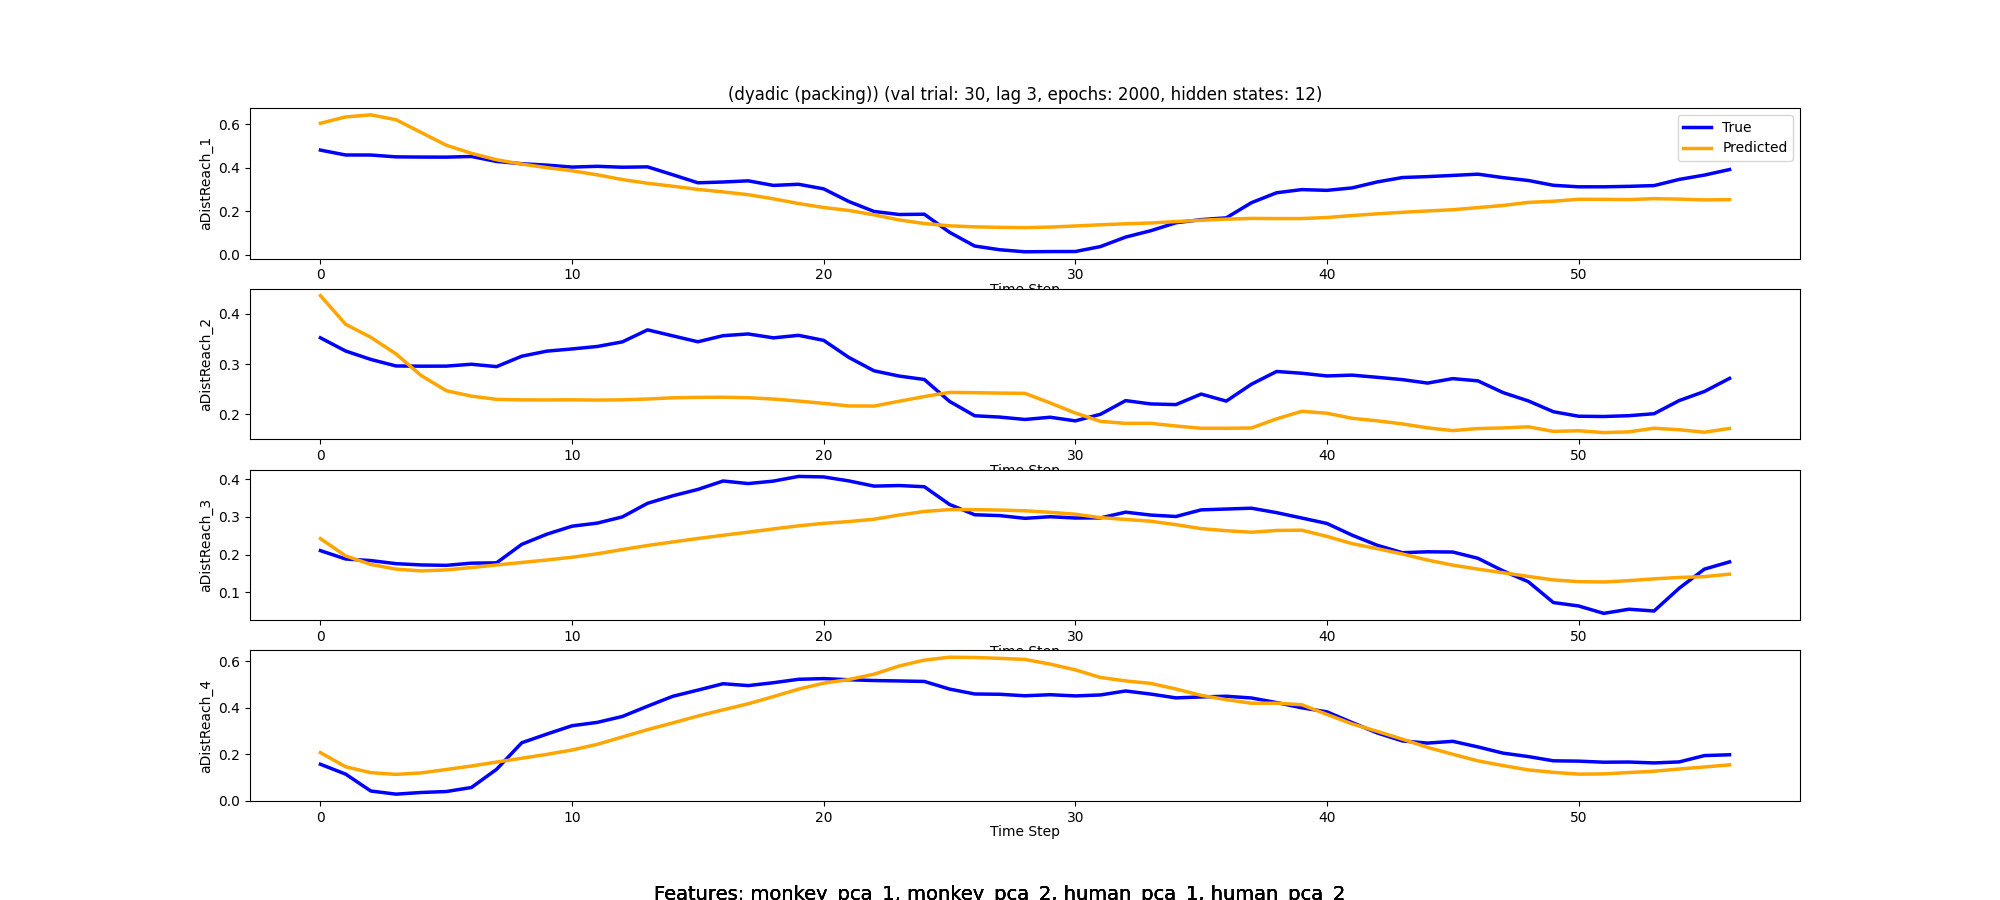 (dyadic (packing)) (val trial: 30, lag 3, epochs: 2000, hidden states: 12)
True
Predicted
aDistReach_1
0.6
0.4
0.2
0.0
0 10 20 30 40 50
Time Step
aDistReach_2
0.4
0.3
0.2
0 10 20 30 40 50
Time Step
aDistReach_3
0.4
0.3
0.2
0.1
0 10 20 30 40 50
Time Step
aDistReach_4
0.6
0.4
0.2
0.0
0 10 20 30 40 50
Time Step
Features: monkey_pca_1, monkey_pca_2, human_pca_1, human_pca_2